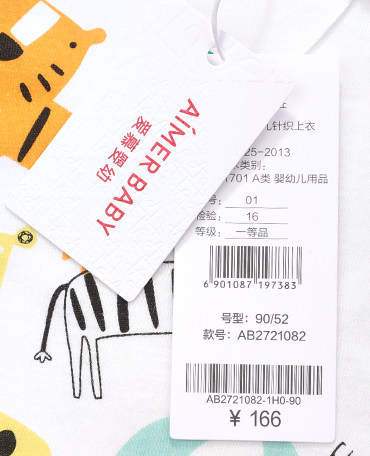 AiMER BABY
爱慕婴幼
针织上衣
25-2013
类别:
1701 A类 婴幼儿用品
号: 01
检验: 16
等级: 一等品
6 901087 197383
号型: 90/52
款号: AB2721082
AB2721082-1H0-90
¥ 166